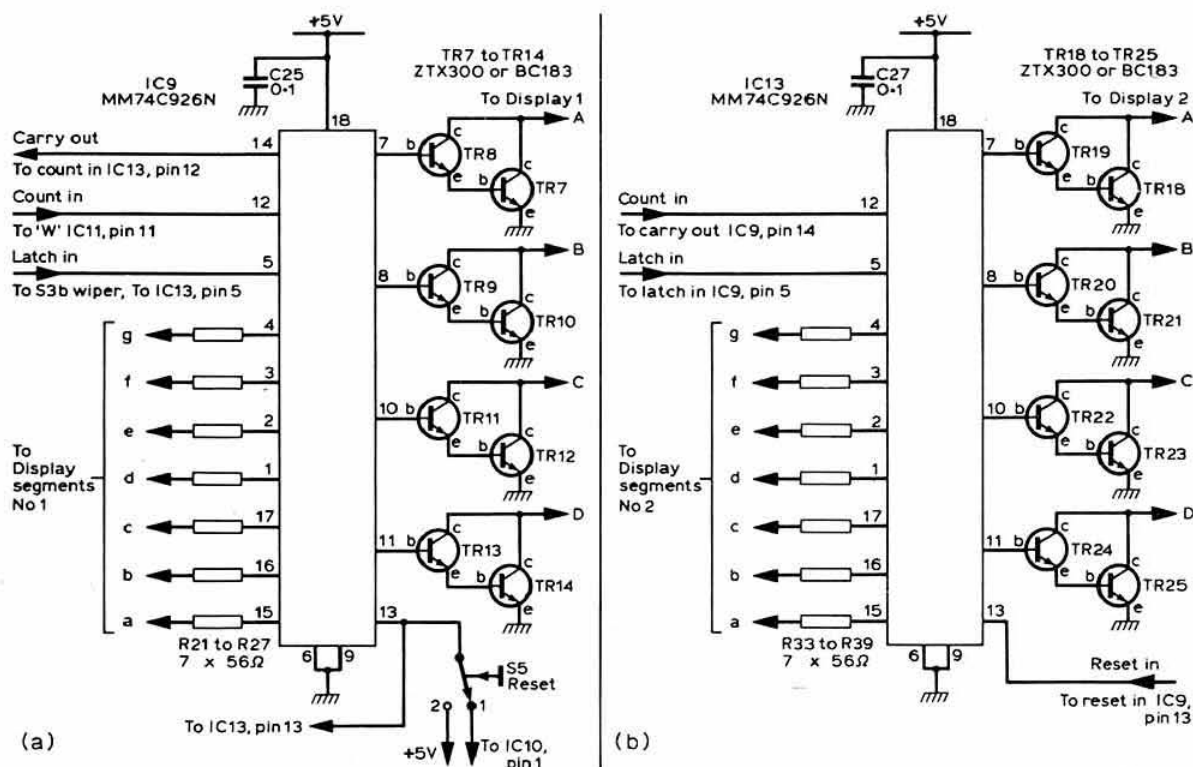 +5V
IC9
MM74C926N
C25
0·1
TR7 to TR14
ZTX300 or BC183
To Display 1
18
A
Carry out
14
To count in IC13, pin 12
7
b
c
TR8
e
b
c
TR7
e
Count in
12
To 'W' IC11, pin 11
Latch in
5
To S3b wiper, To IC13, pin 5
B
8
b
c
TR9
e
b
c
TR10
e
g
4
f
3
e
2
d
1
c
17
b
16
a
15
To
Display
segments
No 1
R21 to R27
7 x 56Ω
C
10
b
c
TR11
e
b
c
TR12
e
D
11
b
c
TR13
e
b
c
TR14
e
13
6
9
S5
Reset
2
1
To IC13, pin 13
+5V
To IC10,
pin 1
(a)
+5V
IC13
MM74C926N
C27
0·1
TR18 to TR25
ZTX300 or BC183
To Display 2
18
A
7
b
c
TR19
e
b
c
TR18
e
Count in
12
To carry out IC9, pin 14
Latch in
5
To latch in IC9, pin 5
B
8
b
c
TR20
e
b
c
TR21
e
g
4
f
3
e
2
d
1
c
17
b
16
a
15
To
Display
segments
No 2
R33 to R39
7 x 56Ω
C
10
b
c
TR22
e
b
c
TR23
e
D
11
b
c
TR24
e
b
c
TR25
e
13
6
9
Reset in
To reset in IC9,
pin 13
(b)